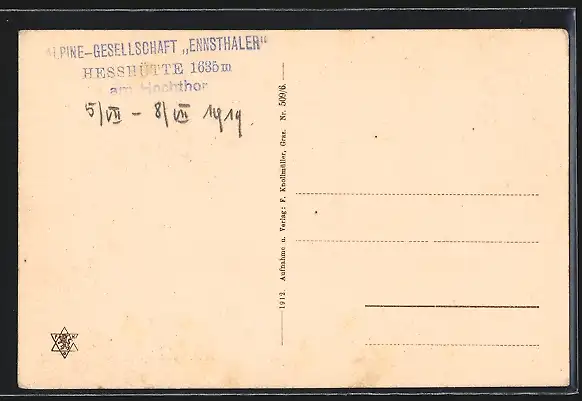 ALPINE-GESELLSCHAFT „ENNSTHALER"
HESSHÜTTE 1635m
am Hochthor
5/VII – 8/VII 1919
1912. Aufnahme u. Verlag: F. Knollmüller, Graz. Nr. 509/6.